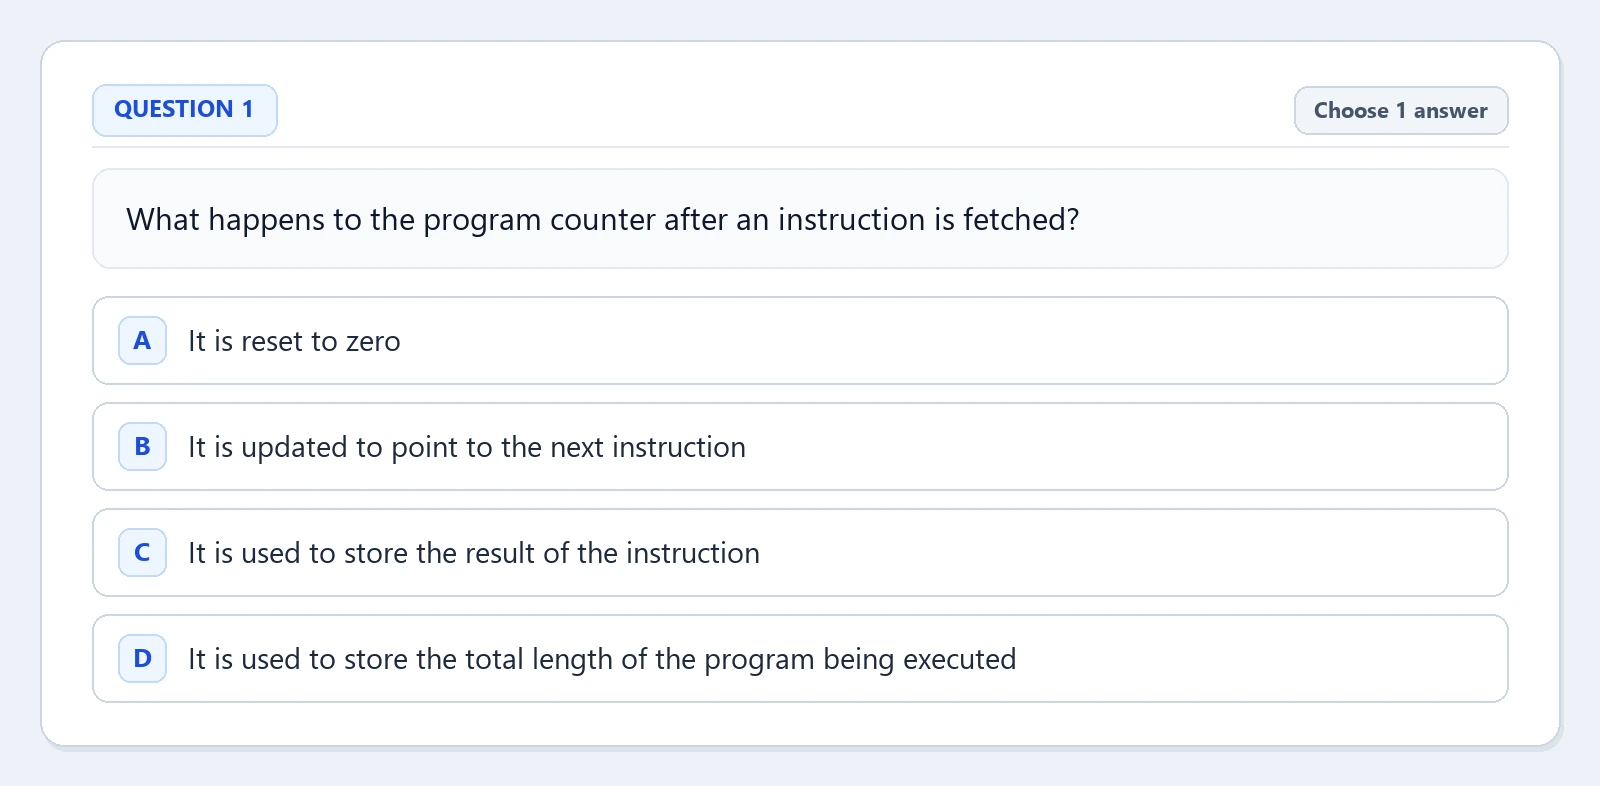 QUESTION 1
Choose 1 answer
What happens to the program counter after an instruction is fetched?
A It is reset to zero
B It is updated to point to the next instruction
C It is used to store the result of the instruction
D It is used to store the total length of the program being executed